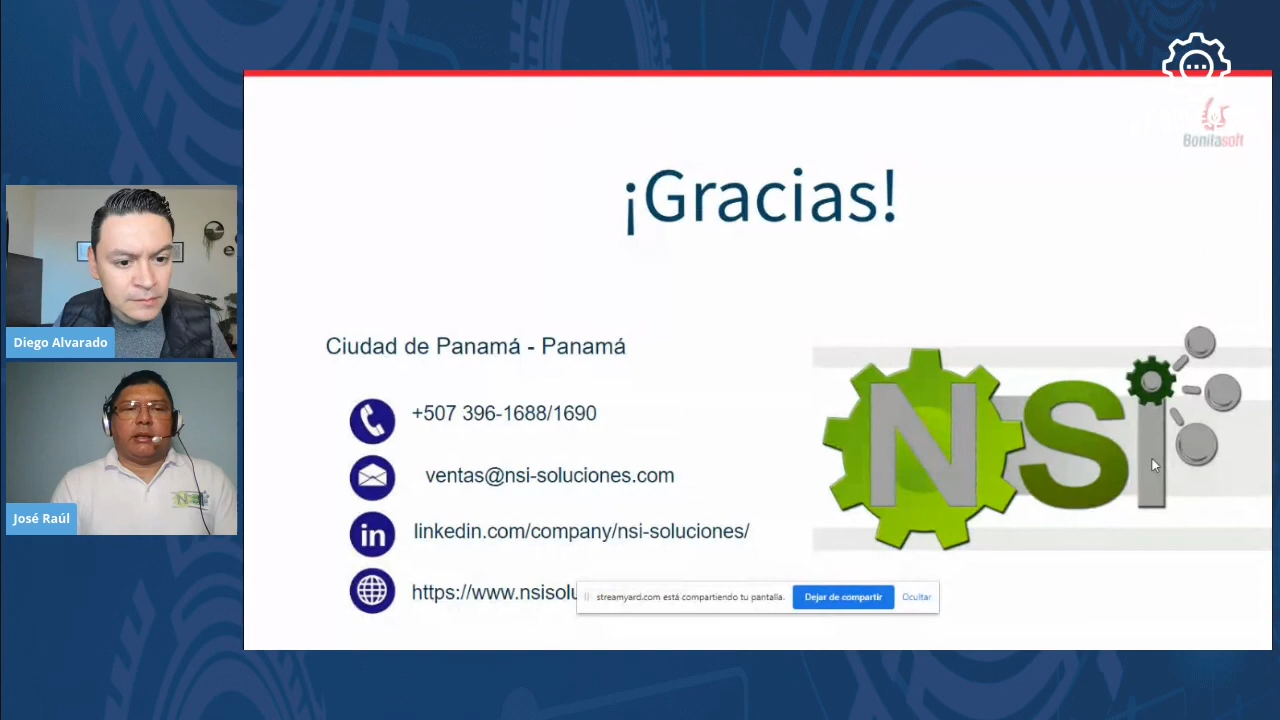 Bonitasoft
¡Gracias!
Diego Alvarado
José Raúl
Ciudad de Panamá - Panamá
+507 396-1688/1690
ventas@nsi-soluciones.com
linkedin.com/company/nsi-soluciones/
https://www.nsisolu
streamyard.com está compartiendo tu pantalla.
Dejar de compartir
Ocultar
NSi
NSi